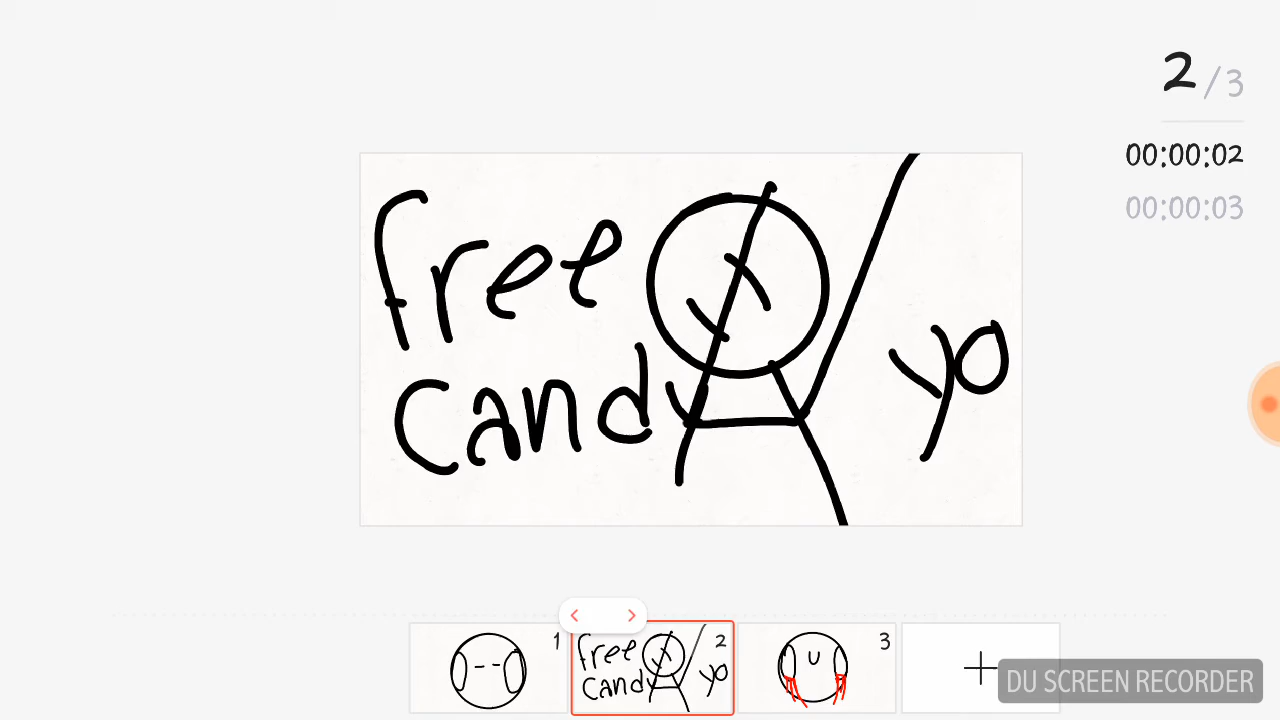 2/3
00:00:02
00:00:03
free
candy
yo
1
free
candy
yo
2
3
DU SCREEN RECORDER